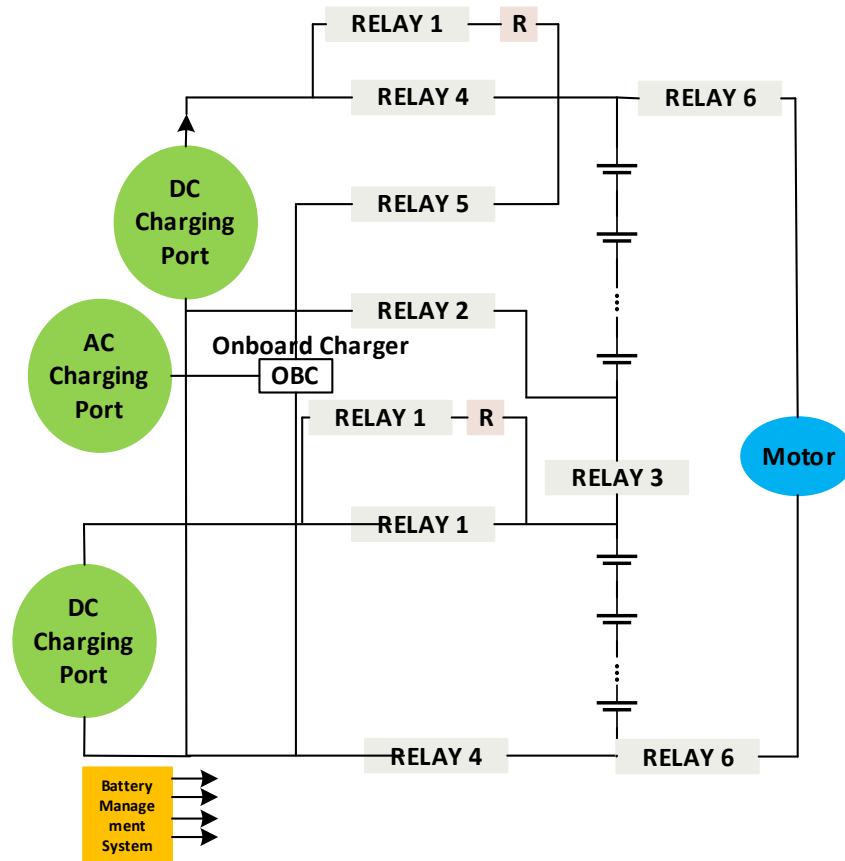 RELAY 1
R
RELAY 4
RELAY 6
DC
Charging
Port
RELAY 5
RELAY 2
Onboard Charger
AC
Charging
Port
OBC
RELAY 1
R
Motor
RELAY 3
RELAY 1
DC
Charging
Port
RELAY 4
RELAY 6
Battery
Manage
ment
System